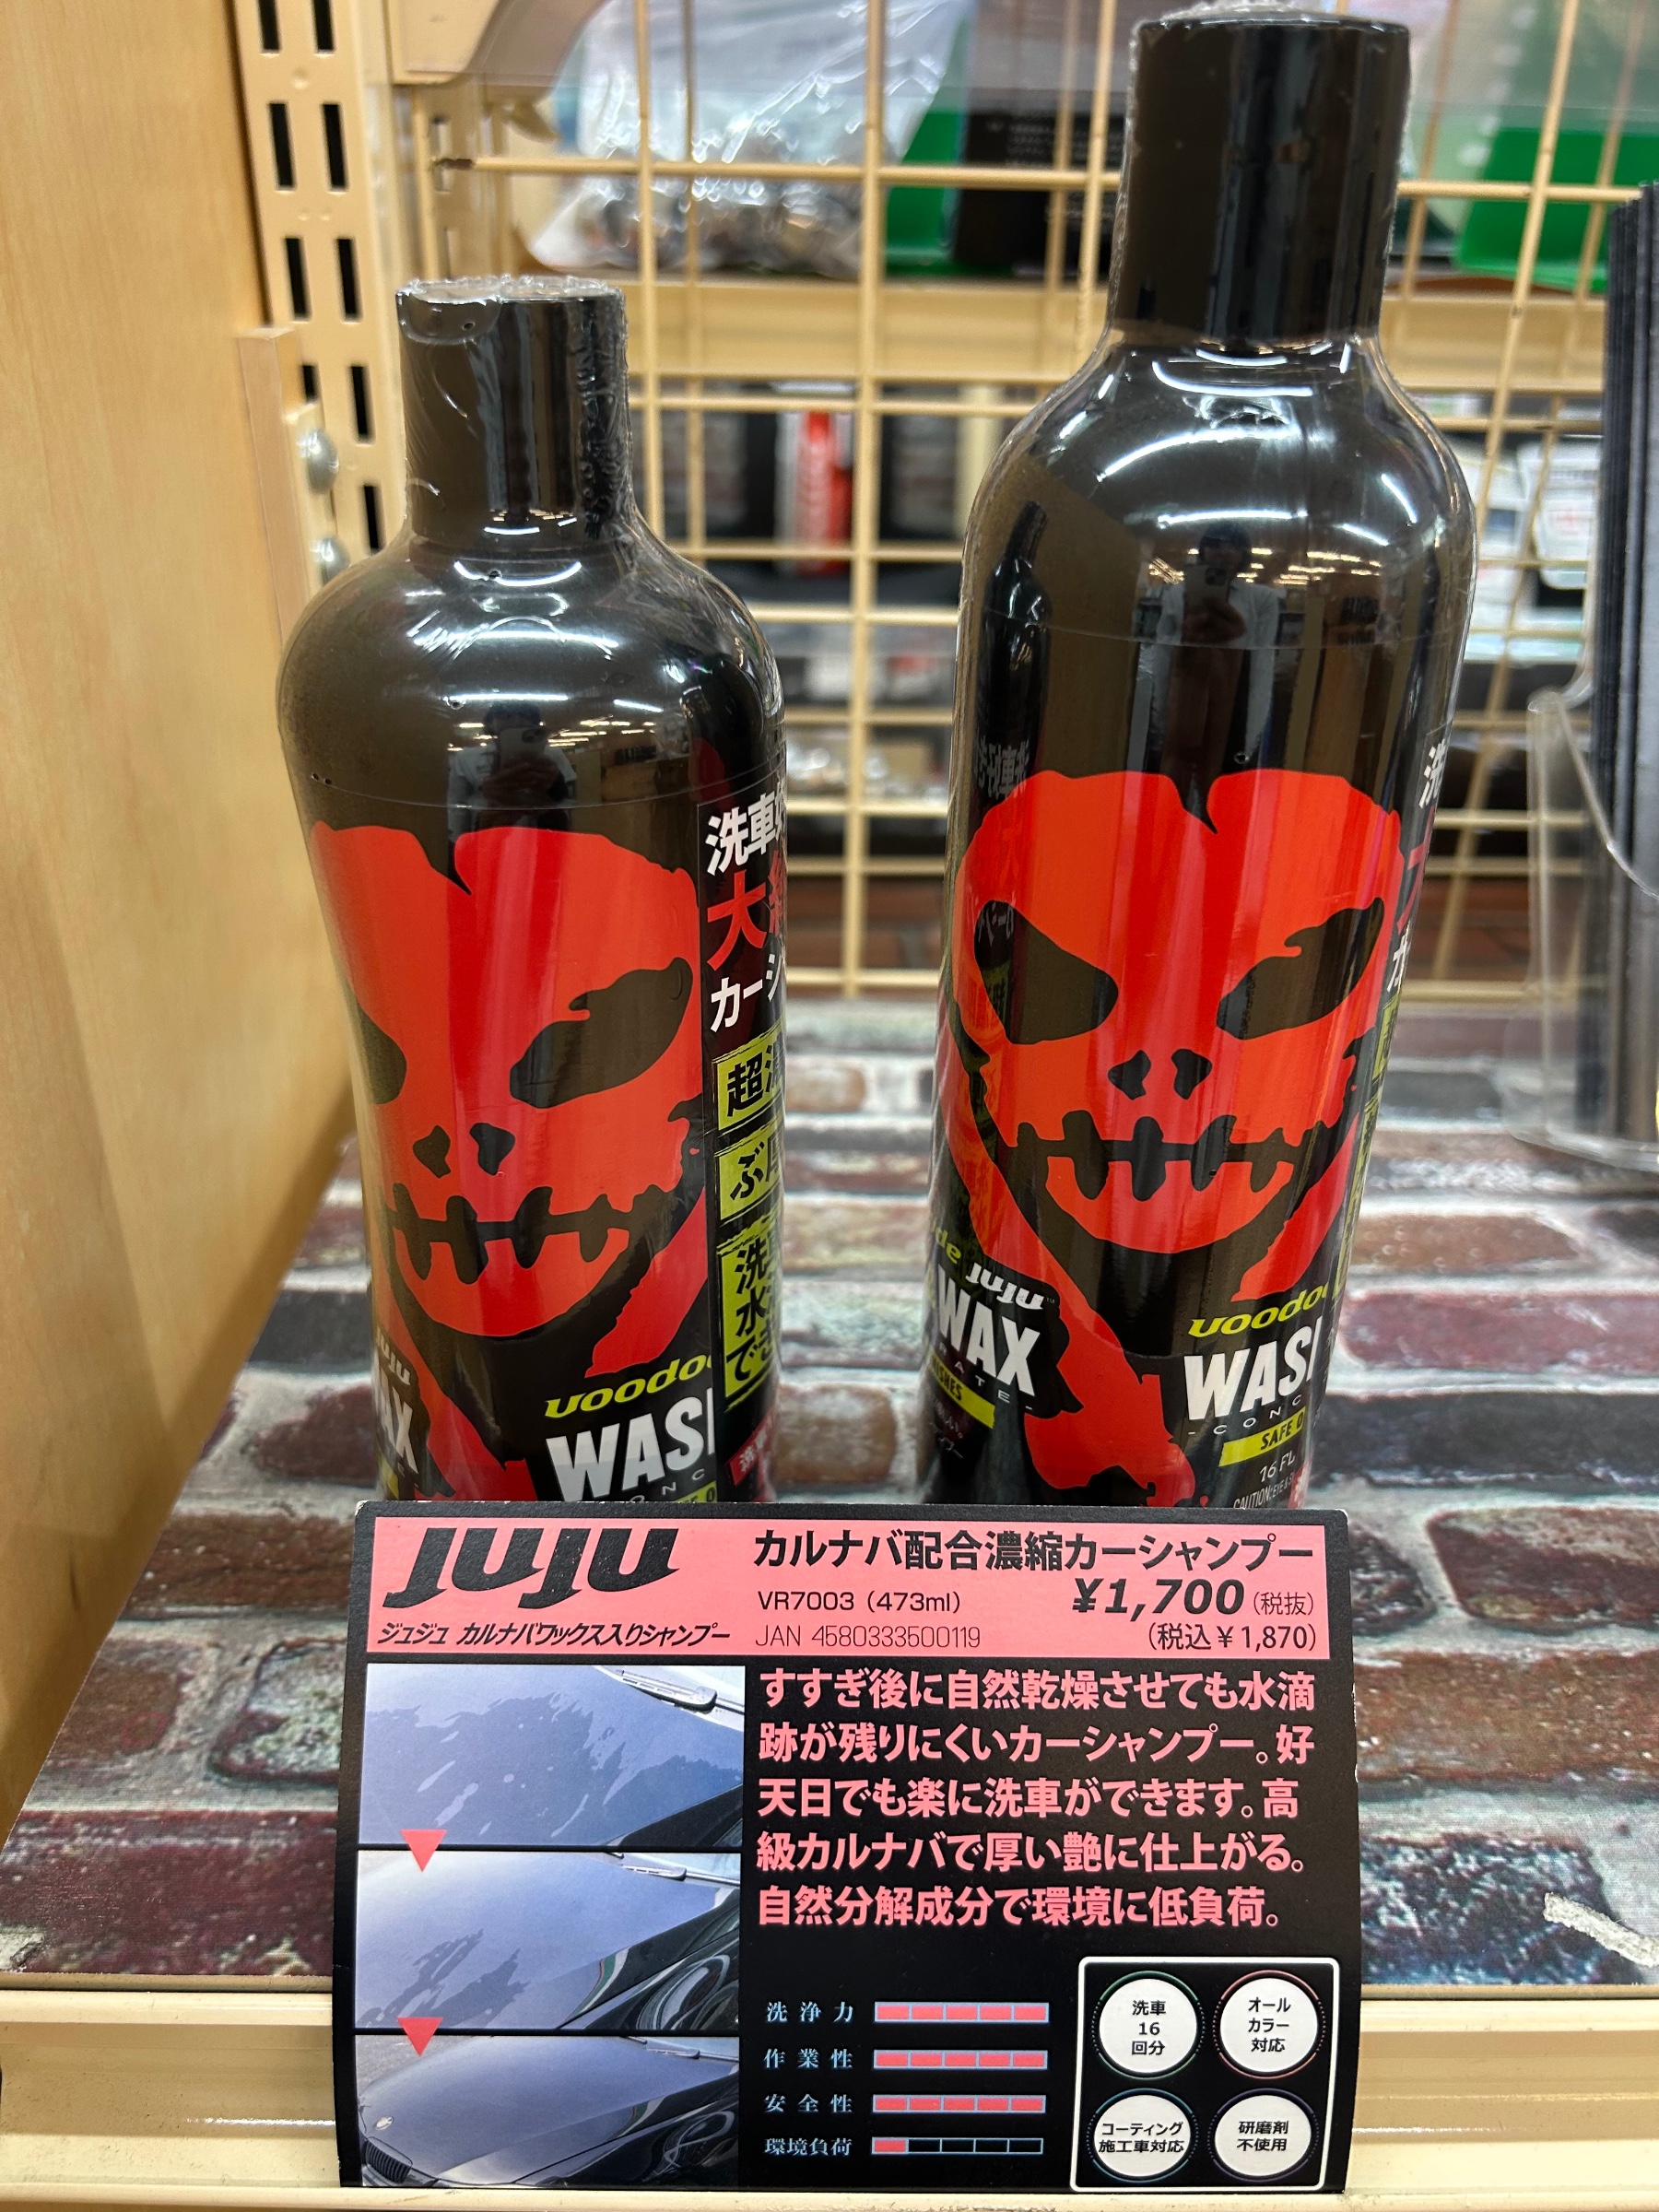 洗車
大
カーシ
超濃
ぶ厚
洗
水
でき
juju
voodoo
WASH
juju
WAX
voodoo
WASH
SAFE O
16 FL
juju
ジュジュ カルナバワックス入りシャンプー
カルナバ配合濃縮カーシャンプー
VR7003 (473ml) ¥1,700 (税抜)
JAN 4580333500119 (税込¥1,870)
すすぎ後に自然乾燥させても水滴
跡が残りにくいカーシャンプー。好
天日でも楽に洗車ができます。高
級カルナバで厚い艶に仕上がる。
自然分解成分で環境に低負荷。
洗浄力
作業性
安全性
環境負荷
洗車
16
回分
オール
カラー
対応
コーティング
施工車対応
研磨剤
不使用